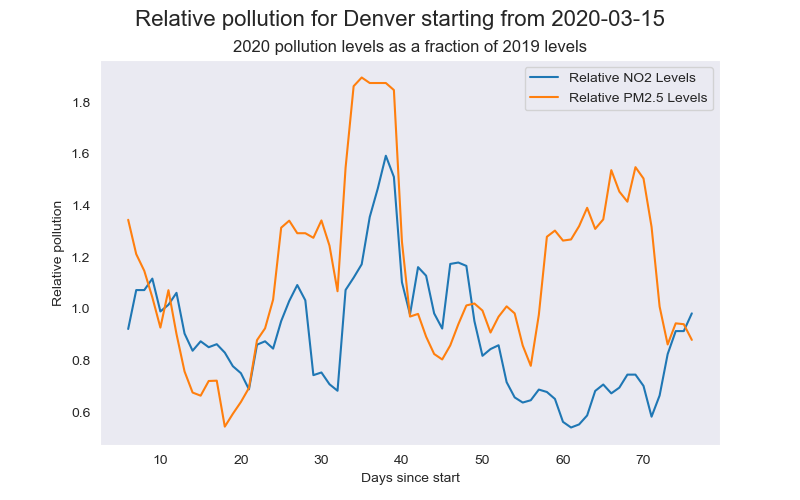 Relative pollution for Denver starting from 2020-03-15
2020 pollution levels as a fraction of 2019 levels
Relative NO2 Levels
Relative PM2.5 Levels
1.8
1.6
1.4
1.2
1.0
0.8
0.6
Relative pollution
10 20 30 40 50 60 70
Days since start